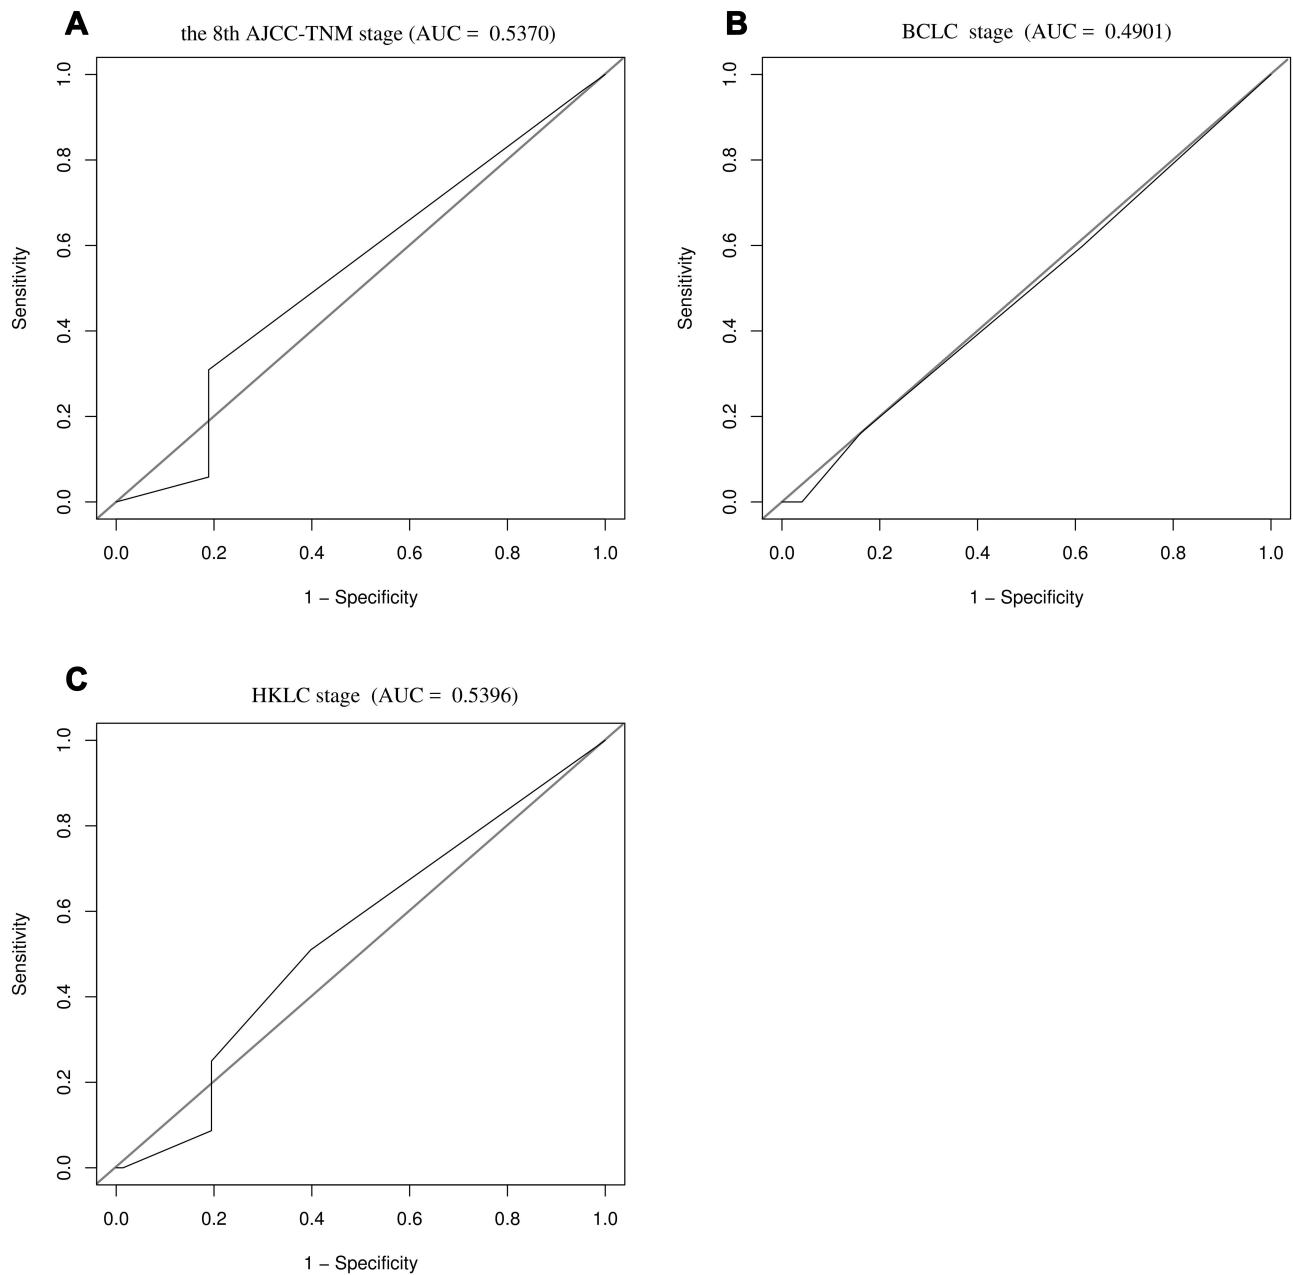 A
the 8th AJCC-TNM stage (AUC = 0.5370)
Sensitivity
1.0
0.8
0.6
0.4
0.2
0.0
0.0 0.2 0.4 0.6 0.8 1.0
1 − Specificity
B
BCLC stage (AUC = 0.4901)
Sensitivity
1.0
0.8
0.6
0.4
0.2
0.0
0.0 0.2 0.4 0.6 0.8 1.0
1 − Specificity
C
HKLC stage (AUC = 0.5396)
Sensitivity
1.0
0.8
0.6
0.4
0.2
0.0
0.0 0.2 0.4 0.6 0.8 1.0
1 − Specificity